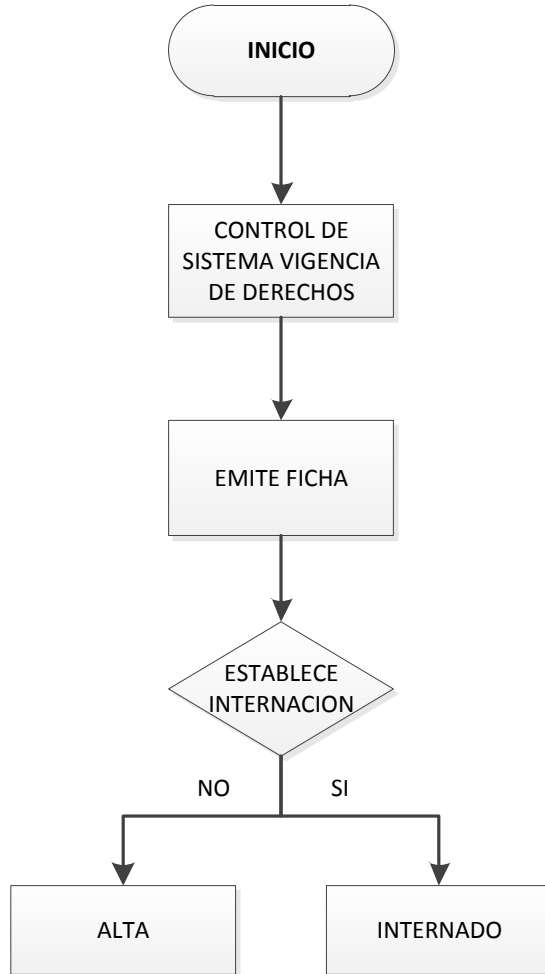 INICIO
CONTROL DE
SISTEMA VIGENCIA
DE DERECHOS
EMITE FICHA
ESTABLECE
INTERNACION
NO
SI
ALTA
INTERNADO